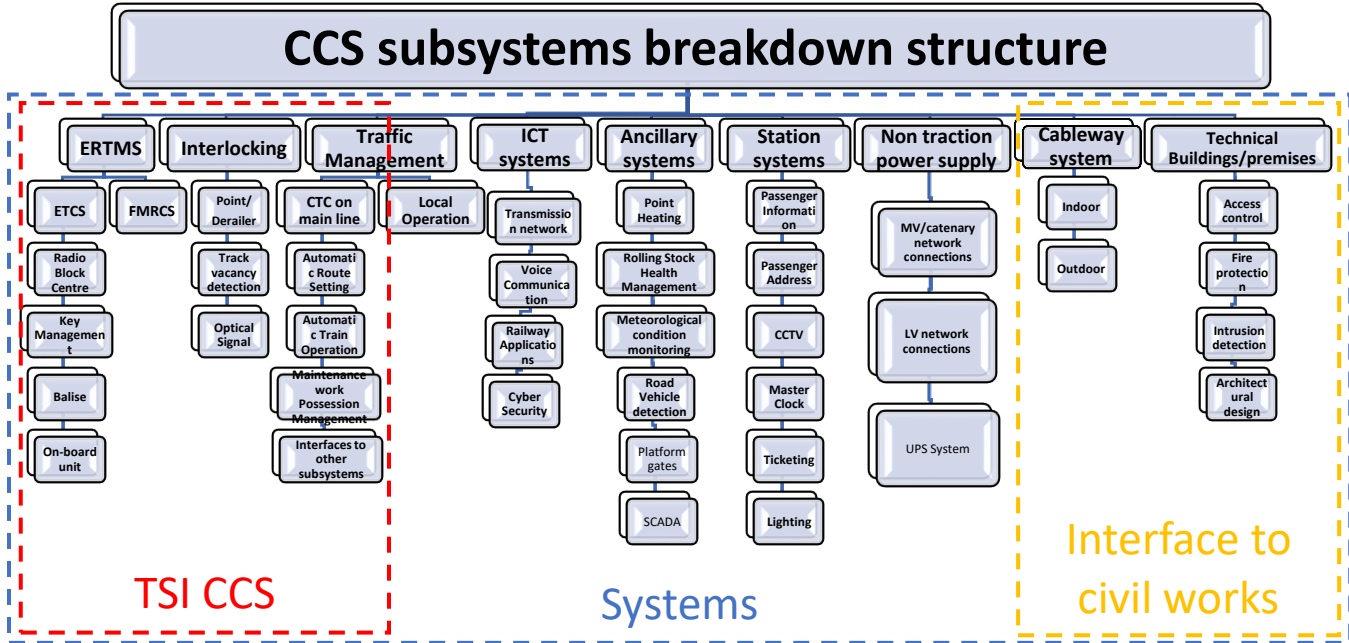 CCS subsystems breakdown structure
ERTMS
Interlocking
Traffic
Management
ICT
systems
Ancillary
systems
Station
systems
Non traction
power supply
Cableway
system
Technical
Buildings/premises
ETCS
FMRCS
Radio
Block
Centre
Key
Managemen
t
Balise
On-board
unit
Point/
Derailer
Track
vacancy
detection
Optical
Signal
CTC on
main line
Local
Operation
Automati
c Route
Setting
Automati
c Train
Operation
Maintenance
work
Possession
Management
Interfaces to
other
subsystems
Transmissio
n network
Voice
Communica
tion
Railway
Applicatio
ns
Cyber
Security
Point
Heating
Rolling Stock
Health
Management
Meteorological
condition
monitoring
Road
Vehicle
detection
Platform
gates
SCADA
Passenger
Informati
on
Passenger
Address
CCTV
Master
Clock
Ticketing
Lighting
MV/catenary
network
connections
LV network
connections
UPS System
Indoor
Outdoor
Access
control
Fire
protectio
n
Intrusion
detection
Architect
ural
design
TSI CCS
Systems
Interface to
civil works